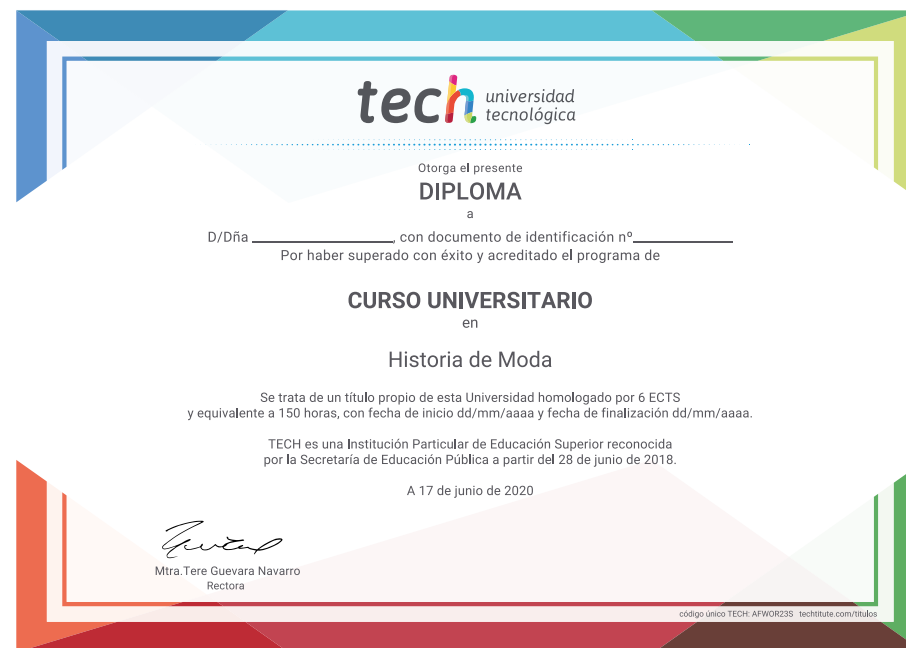 tech universidad
tecnológica
Otorga el presente
DIPLOMA
a
D/Dña ____________________, con documento de identificación nº______________
Por haber superado con éxito y acreditado el programa de
CURSO UNIVERSITARIO
en
Historia de Moda
Se trata de un título propio de esta Universidad homologado por 6 ECTS
y equivalente a 150 horas, con fecha de inicio dd/mm/aaaa y fecha de finalización dd/mm/aaaa.
TECH es una Institución Particular de Educación Superior reconocida
por la Secretaría de Educación Pública a partir del 28 de junio de 2018.
A 17 de junio de 2020
Mtra.Tere Guevara Navarro
Rectora
código único TECH: AFWOR23S techtitute.com/titulos